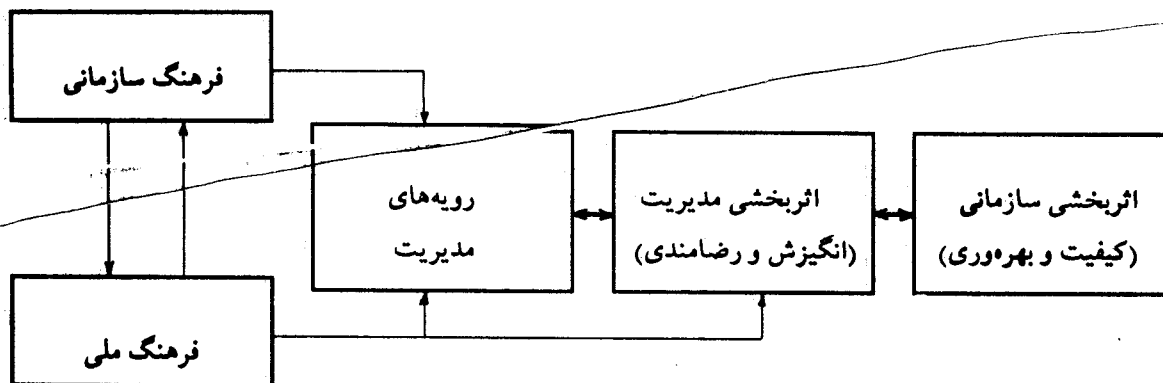 فرهنگ سازمانی
رویه‌های
مدیریت
اثربخشی مدیریت
(انگیزش و رضامندی)
اثربخشی سازمانی
(کیفیت و بهره‌وری)
فرهنگ ملی